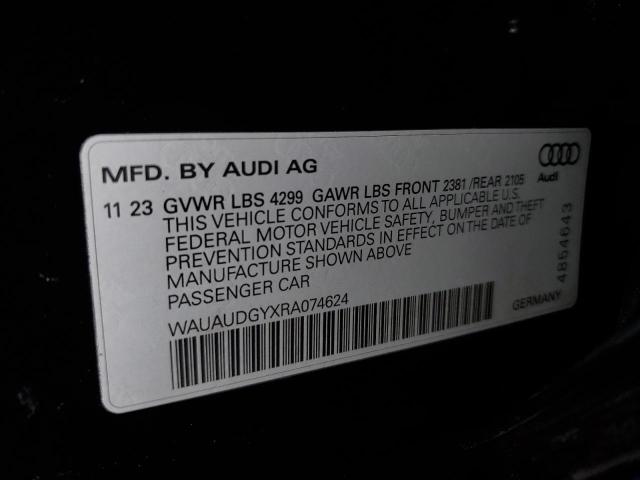 MFD. BY AUDI AG
Audi
11 23 GVWR LBS 4299 GAWR LBS FRONT 2381 /REAR 2105
THIS VEHICLE CONFORMS TO ALL APPLICABLE U.S.
FEDERAL MOTOR VEHICLE SAFETY, BUMPER AND THEFT
PREVENTION STANDARDS IN EFFECT ON THE DATE OF
MANUFACTURE SHOWN ABOVE
PASSENGER CAR
WAUAUDGYXRA074624
GERMANY
4854643